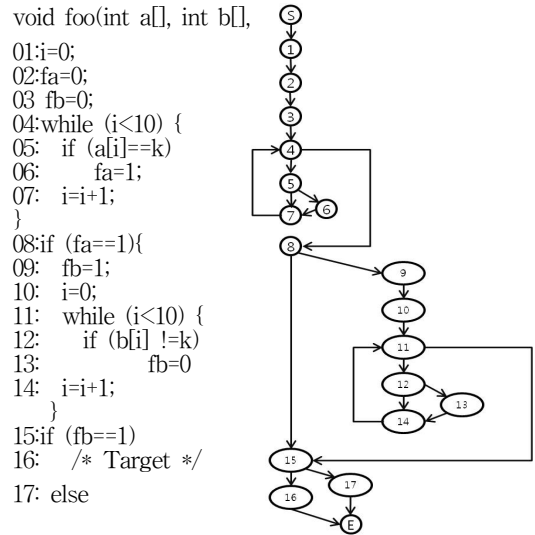 void foo(int a[], int b[],
01:i=0;
02:fa=0;
03 fb=0;
04:while (i<10) {
05:  if (a[i]==k)
06:     fa=1;
07:  i=i+1;
}
08:if (fa==1){
09:  fb=1;
10:  i=0;
11:  while (i<10) {
12:    if (b[i] !=k)
13:          fb=0
14:  i=i+1;
}
15:if (fb==1)
16:   /* Target */
17: else
S
1
2
3
4
5
6
7
8
9
10
11
12
13
14
15
16
17
E